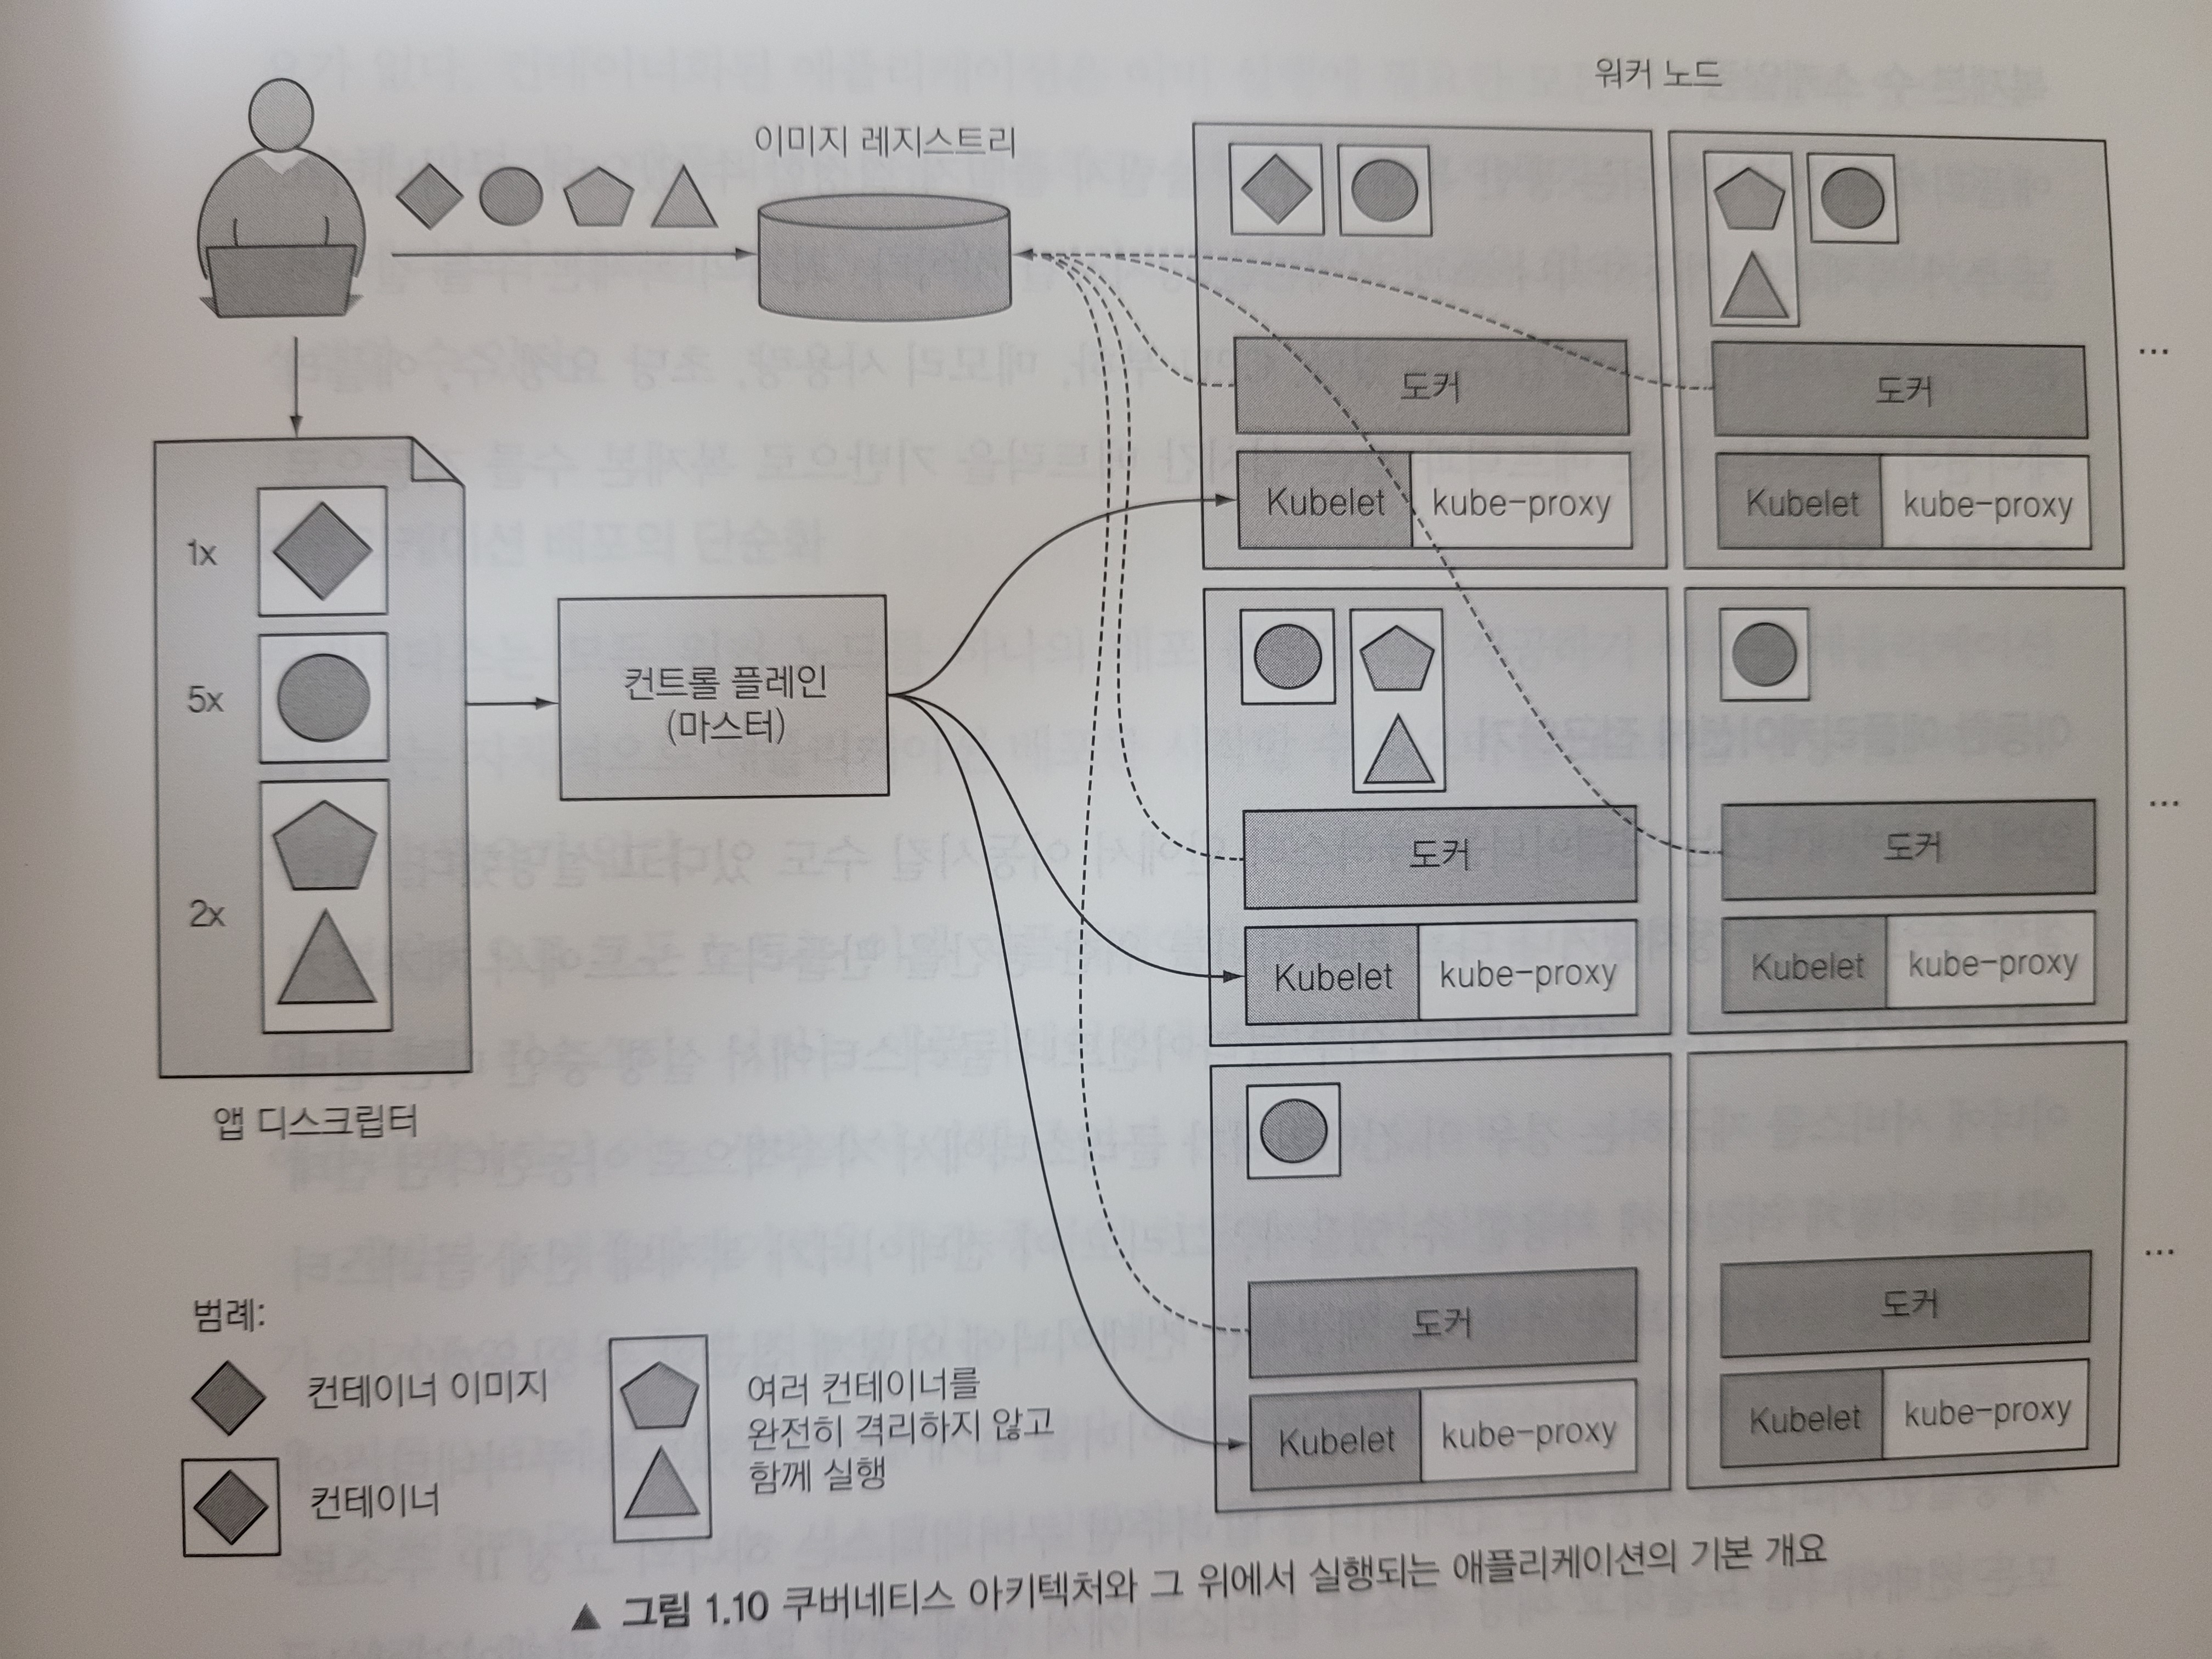 워커 노드
이미지 레지스트리
도커
Kubelet
kube-proxy
도커
Kubelet
kube-proxy
...
1x
5x
2x
앱 디스크립터
컨트롤 플레인
(마스터)
도커
Kubelet
kube-proxy
도커
Kubelet
kube-proxy
...
도커
Kubelet
kube-proxy
도커
Kubelet
kube-proxy
...
범례:
컨테이너 이미지
컨테이너
여러 컨테이너를
완전히 격리하지 않고
함께 실행
▲ 그림 1.10 쿠버네티스 아키텍처와 그 위에서 실행되는 애플리케이션의 기본 개요